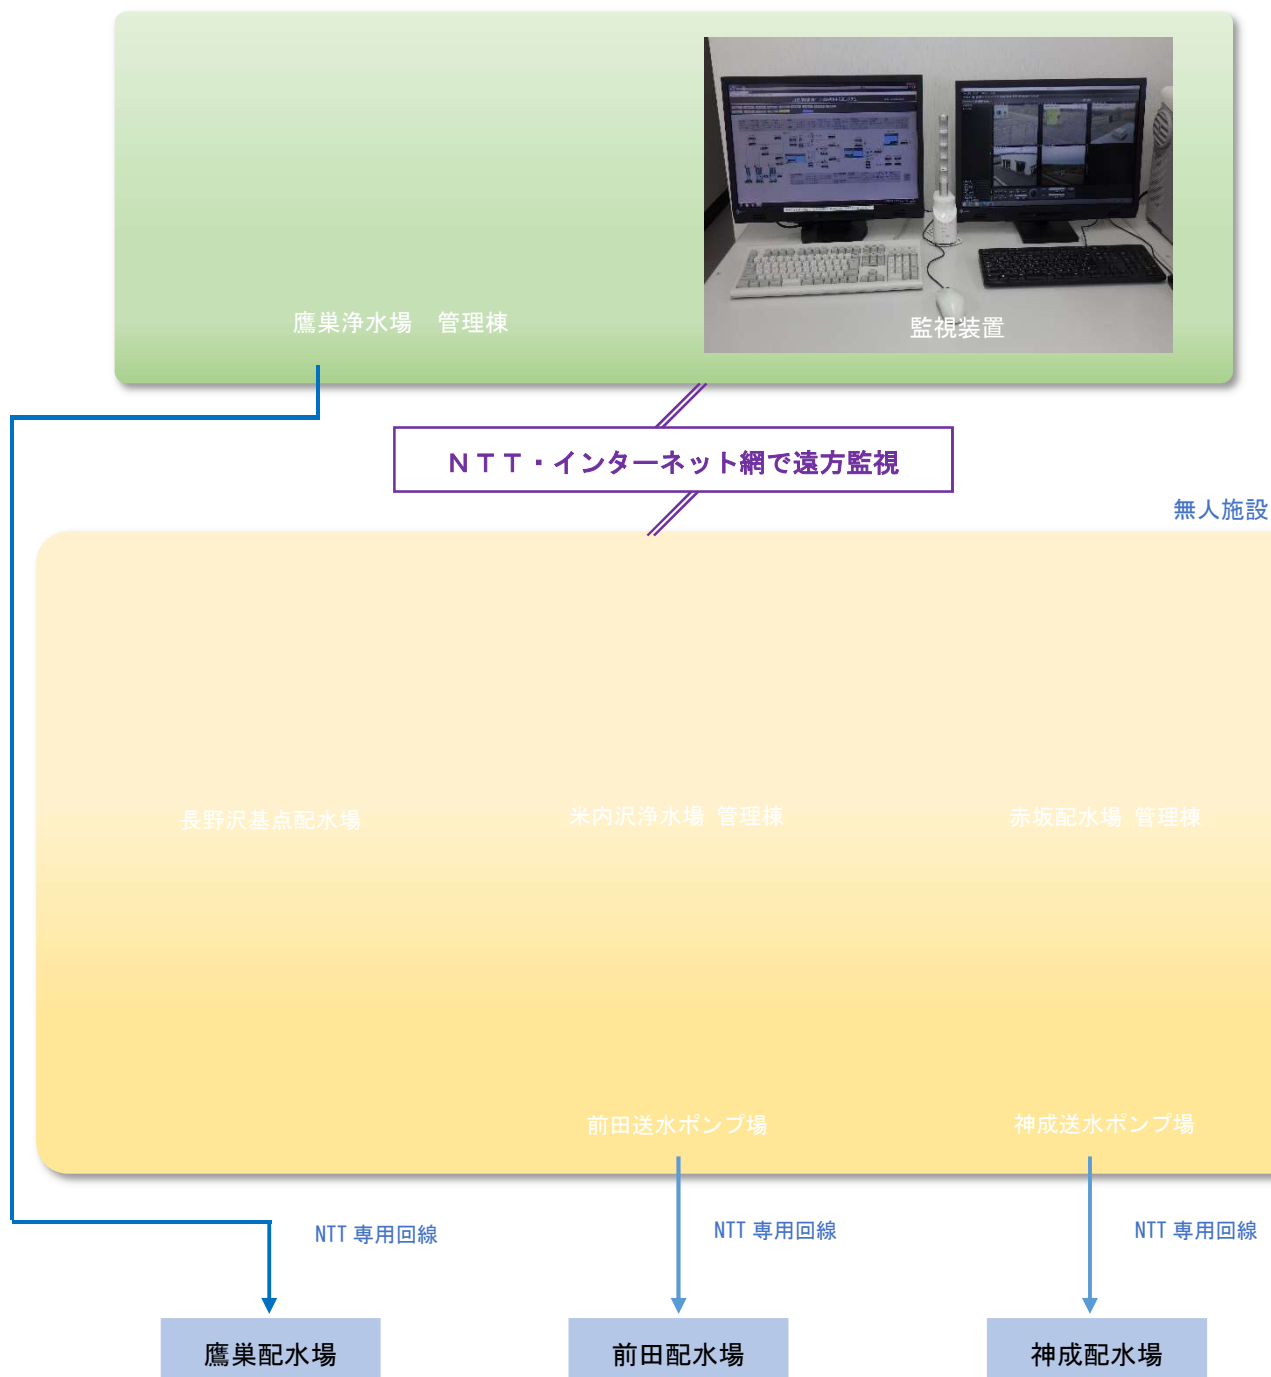 鷹巣浄水場　管理棟
監視装置
ＮＴＴ・インターネット網で遠方監視
無人施設
長野沢基点配水場
米内沢浄水場 管理棟
赤坂配水場 管理棟
前田送水ポンプ場
神成送水ポンプ場
NTT 専用回線
NTT 専用回線
NTT 専用回線
鷹巣配水場
前田配水場
神成配水場